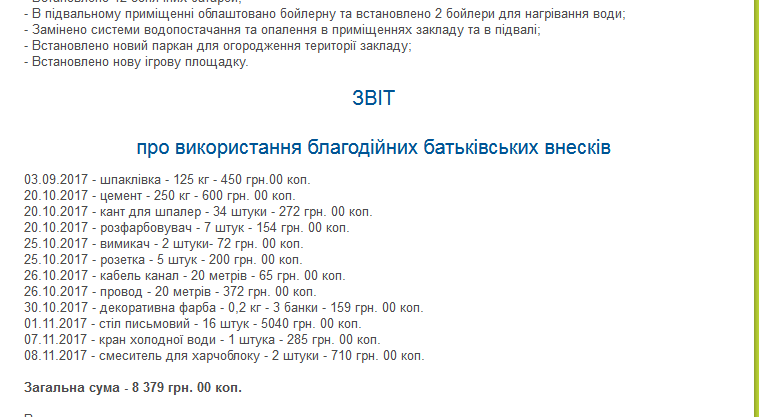 - В підвальному приміщенні облаштовано бойлерну та встановлено 2 бойлери для нагрівання води;
- Замінено системи водопостачання та опалення в приміщеннях закладу та в підвалі;
- Встановлено новий паркан для огородження території закладу;
- Встановлено нову ігрову площадку.
ЗВІТ
про використання благодійних батьківських внесків
03.09.2017 - шпаклівка - 125 кг - 450 грн.00 коп.
20.10.2017 - цемент - 250 кг - 600 грн. 00 коп.
20.10.2017 - кант для шпалер - 34 штуки - 272 грн. 00 коп.
20.10.2017 - розфарбовувач - 7 штук - 154 грн. 00 коп.
25.10.2017 - вимикач - 2 штуки- 72 грн. 00 коп.
25.10.2017 - розетка - 5 штук - 200 грн. 00 коп.
26.10.2017 - кабель канал - 20 метрів - 65 грн. 00 коп.
26.10.2017 - провод - 20 метрів - 372 грн. 00 коп.
30.10.2017 - декоративна фарба - 0,2 кг - 3 банки - 159 грн. 00 коп.
01.11.2017 - стіл письмовий - 16 штук - 5040 грн. 00 коп.
07.11.2017 - кран холодної води - 1 штука - 285 грн. 00 коп.
08.11.2017 - смеситель для харчоблоку - 2 штуки - 710 грн. 00 коп.
Загальна сума - 8 379 грн. 00 коп.